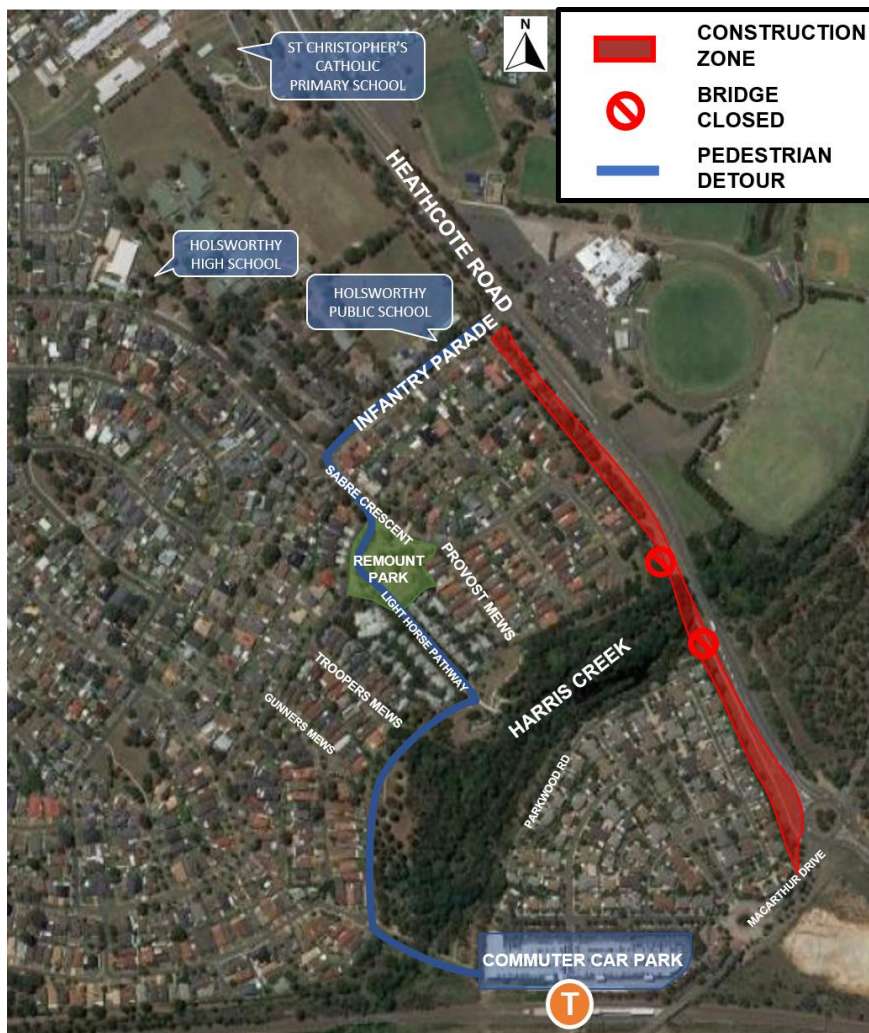 ST CHRISTOPHER'S
CATHOLIC
PRIMARY SCHOOL
N
CONSTRUCTION
ZONE
BRIDGE
CLOSED
PEDESTRIAN
DETOUR
HEATHCOTE ROAD
HOLSWORTHY
HIGH SCHOOL
HOLSWORTHY
PUBLIC SCHOOL
INFANTRY PARADE
SABRE CRESCENT
REMOUNT
PARK
PROVOST MEWS
LIGHT HORSE PATHWAY
TROOPERS MEWS
GUNNERS MEWS
HARRIS CREEK
PARKWOOD RD
MACARTHUR DRIVE
COMMUTER CAR PARK
T